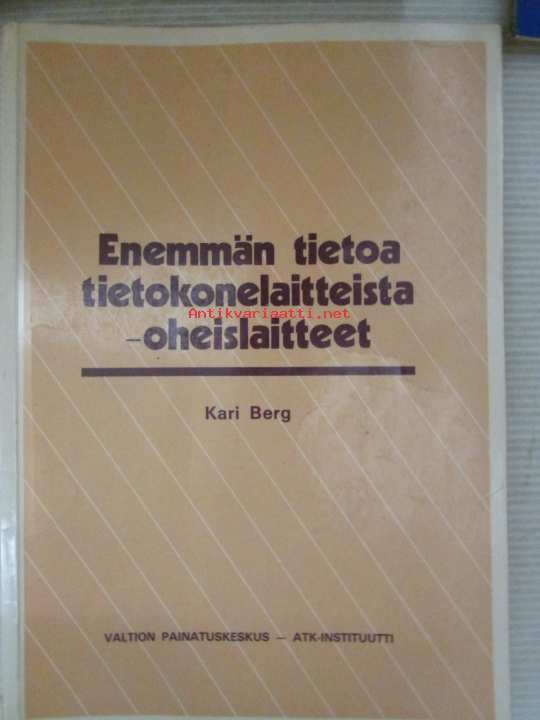 Enemmän tietoa
tietokonelaitteista
Antikvariaatti.net
-oheislaitteet
Kari Berg
VALTION PAINATUSKESKUS – ATK-INSTITUUTTI